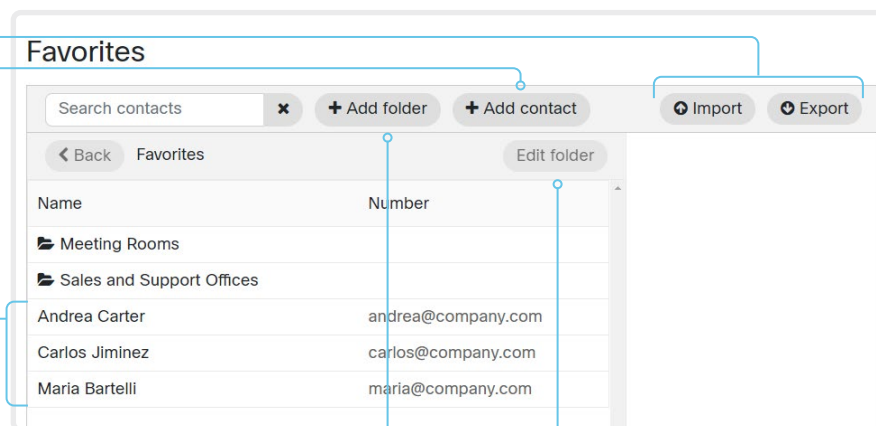 Favorites
Search contacts Add folder Add contact Import Export
Back Favorites Edit folder
Name Number
Meeting Rooms
Sales and Support Offices
Andrea Carter andrea@company.com
Carlos Jiminez carlos@company.com
Maria Bartelli maria@company.com